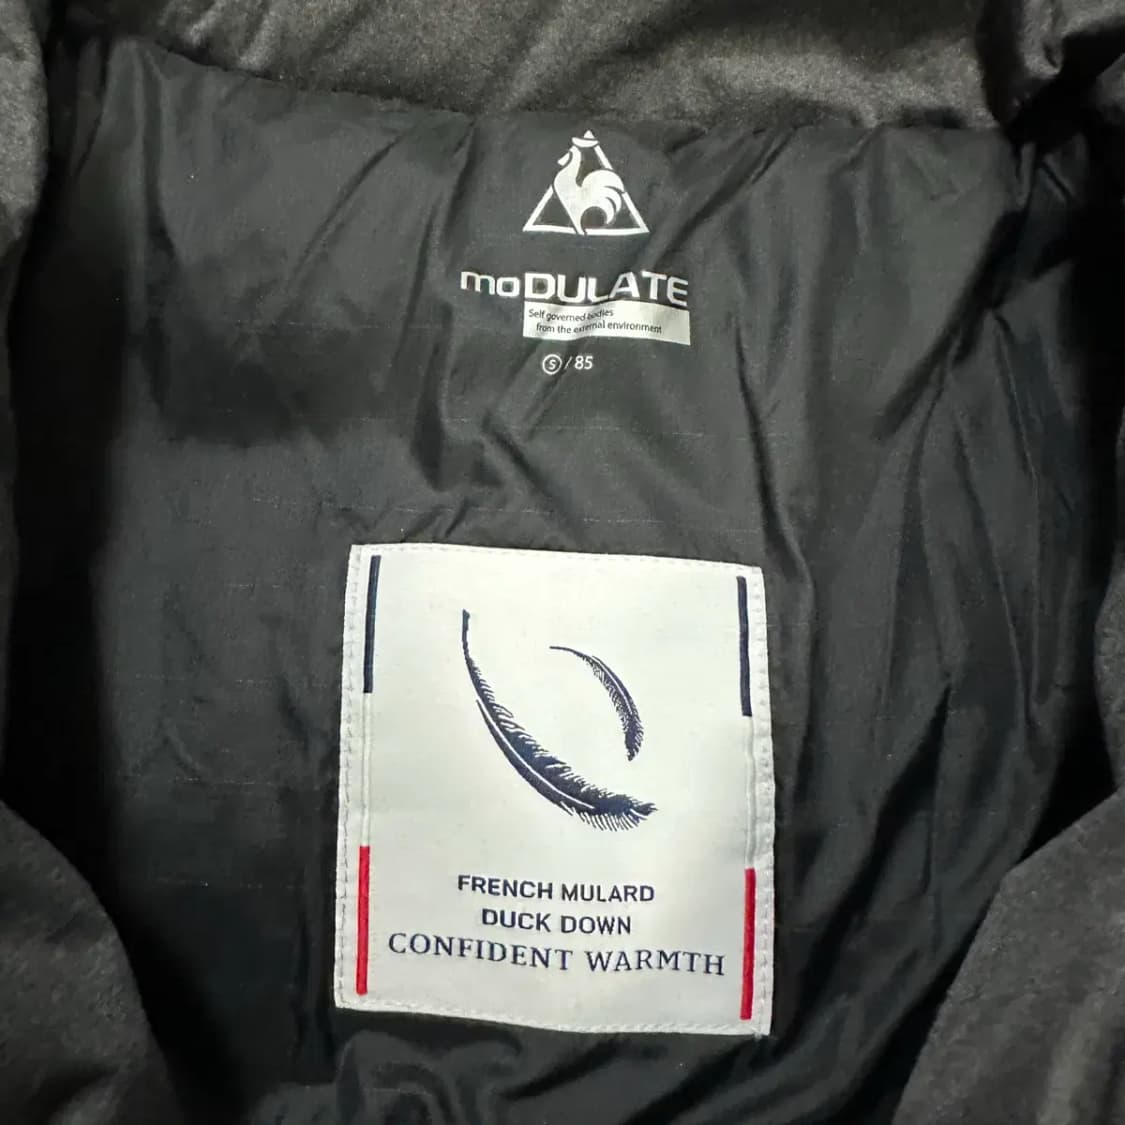 moDULATE
Self governed bodies
from the external environment
S / 85
FRENCH MULARD
DUCK DOWN
CONFIDENT WARMTH